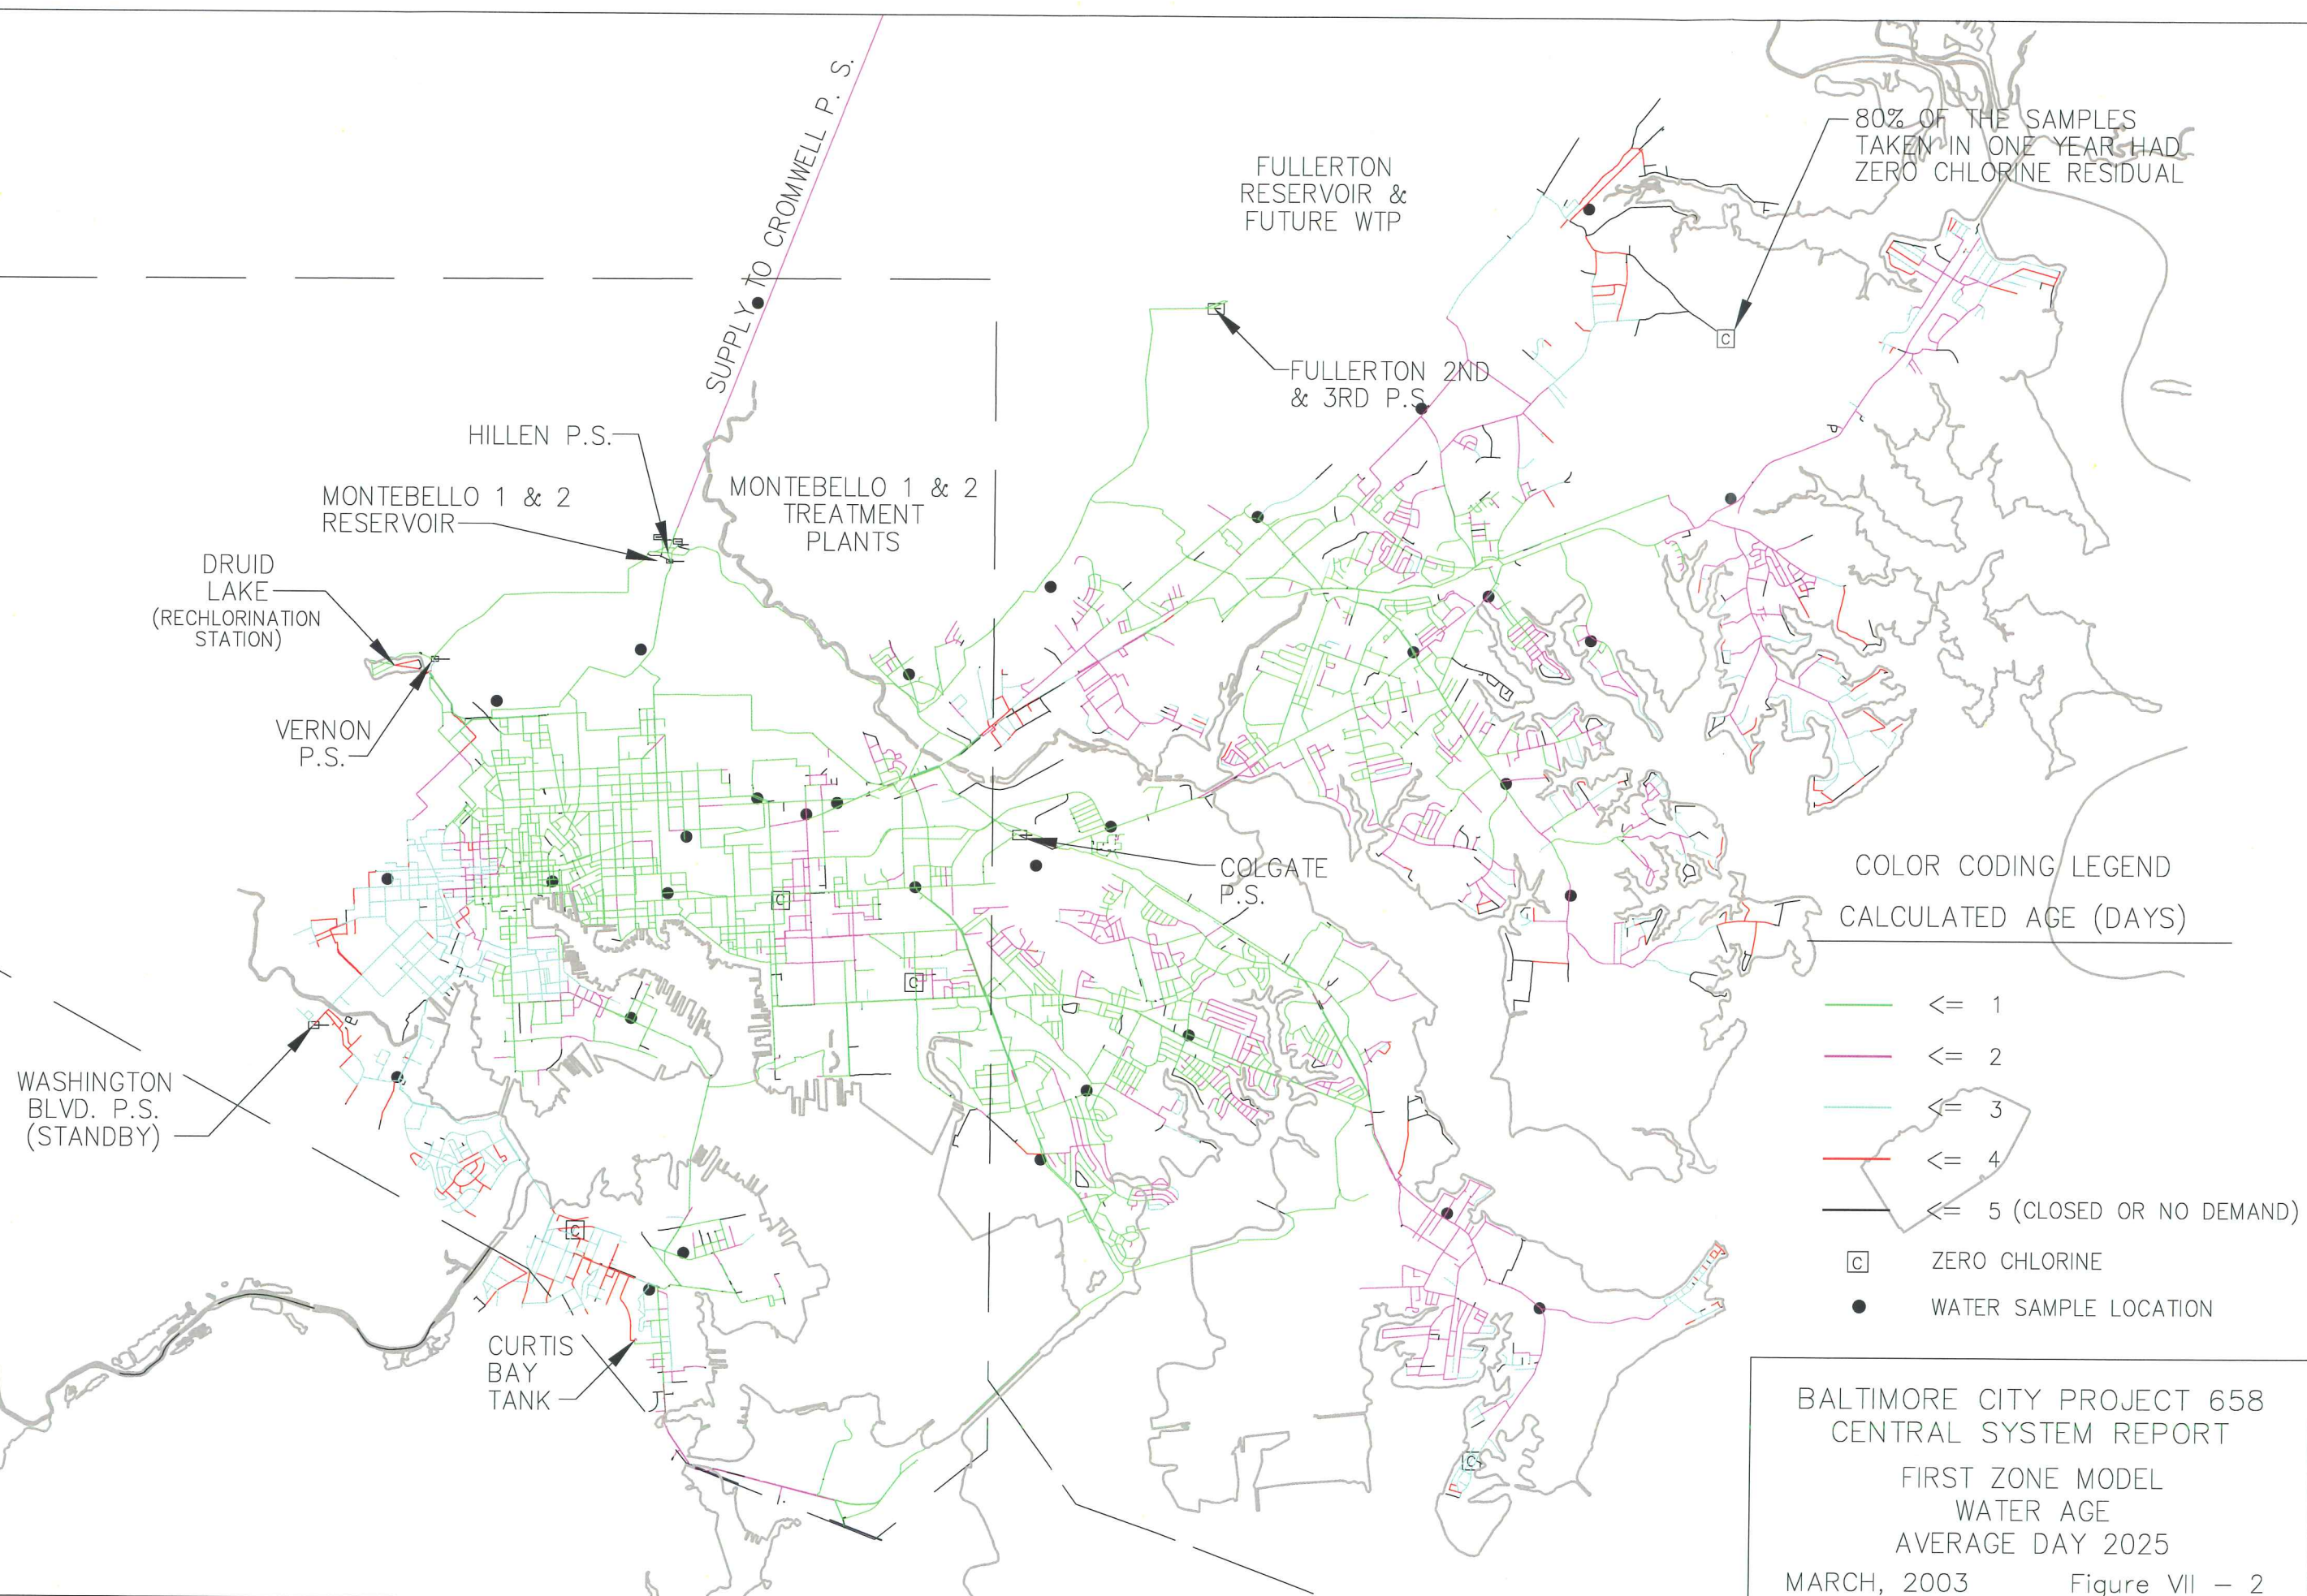 SUPPLY TO CROMWELL P. S.
FULLERTON
RESERVOIR &
FUTURE WTP
80% OF THE SAMPLES
TAKEN IN ONE YEAR HAD
ZERO CHLORINE RESIDUAL
C
FULLERTON 2ND
& 3RD P.S.
HILLEN P.S.
MONTEBELLO 1 & 2
RESERVOIR
MONTEBELLO 1 & 2
TREATMENT
PLANTS
DRUID
LAKE
(RECHLORINATION
STATION)
VERNON
P.S.
COLGATE
P.S.
C
C
WASHINGTON
BLVD. P.S.
(STANDBY)
C
CURTIS
BAY
TANK
C
COLOR CODING LEGEND
CALCULATED AGE (DAYS)
<= 1
<= 2
<= 3
<= 4
<= 5 (CLOSED OR NO DEMAND)
C ZERO CHLORINE
WATER SAMPLE LOCATION
BALTIMORE CITY PROJECT 658
CENTRAL SYSTEM REPORT
FIRST ZONE MODEL
WATER AGE
AVERAGE DAY 2025
MARCH, 2003 Figure VII - 2